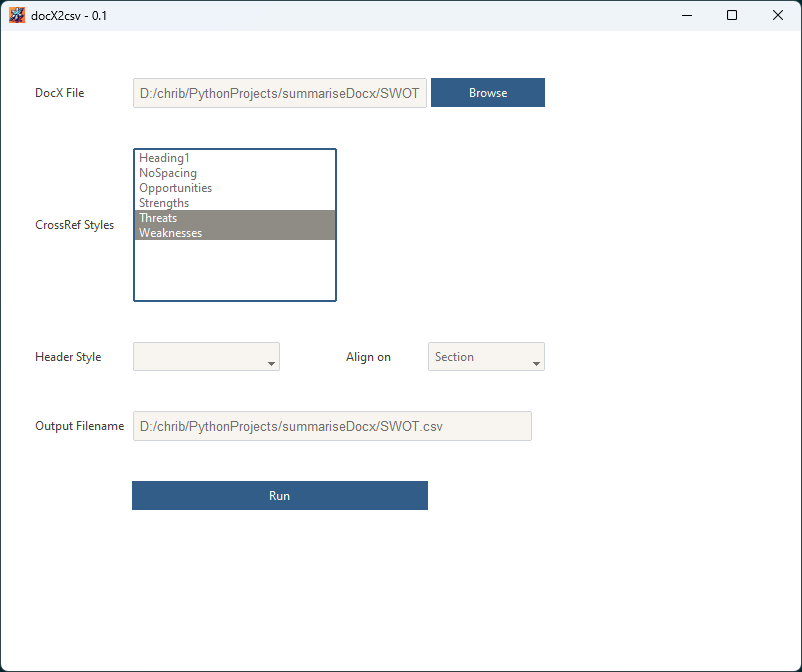 docX2csv - 0.1
DocX File
D:/chrib/PythonProjects/summariseDocx/SWOT
Browse
CrossRef Styles
Heading1
NoSpacing
Opportunities
Strengths
Threats
Weaknesses
Header Style
Align on
Section
Output Filename
D:/chrib/PythonProjects/summariseDocx/SWOT.csv
Run